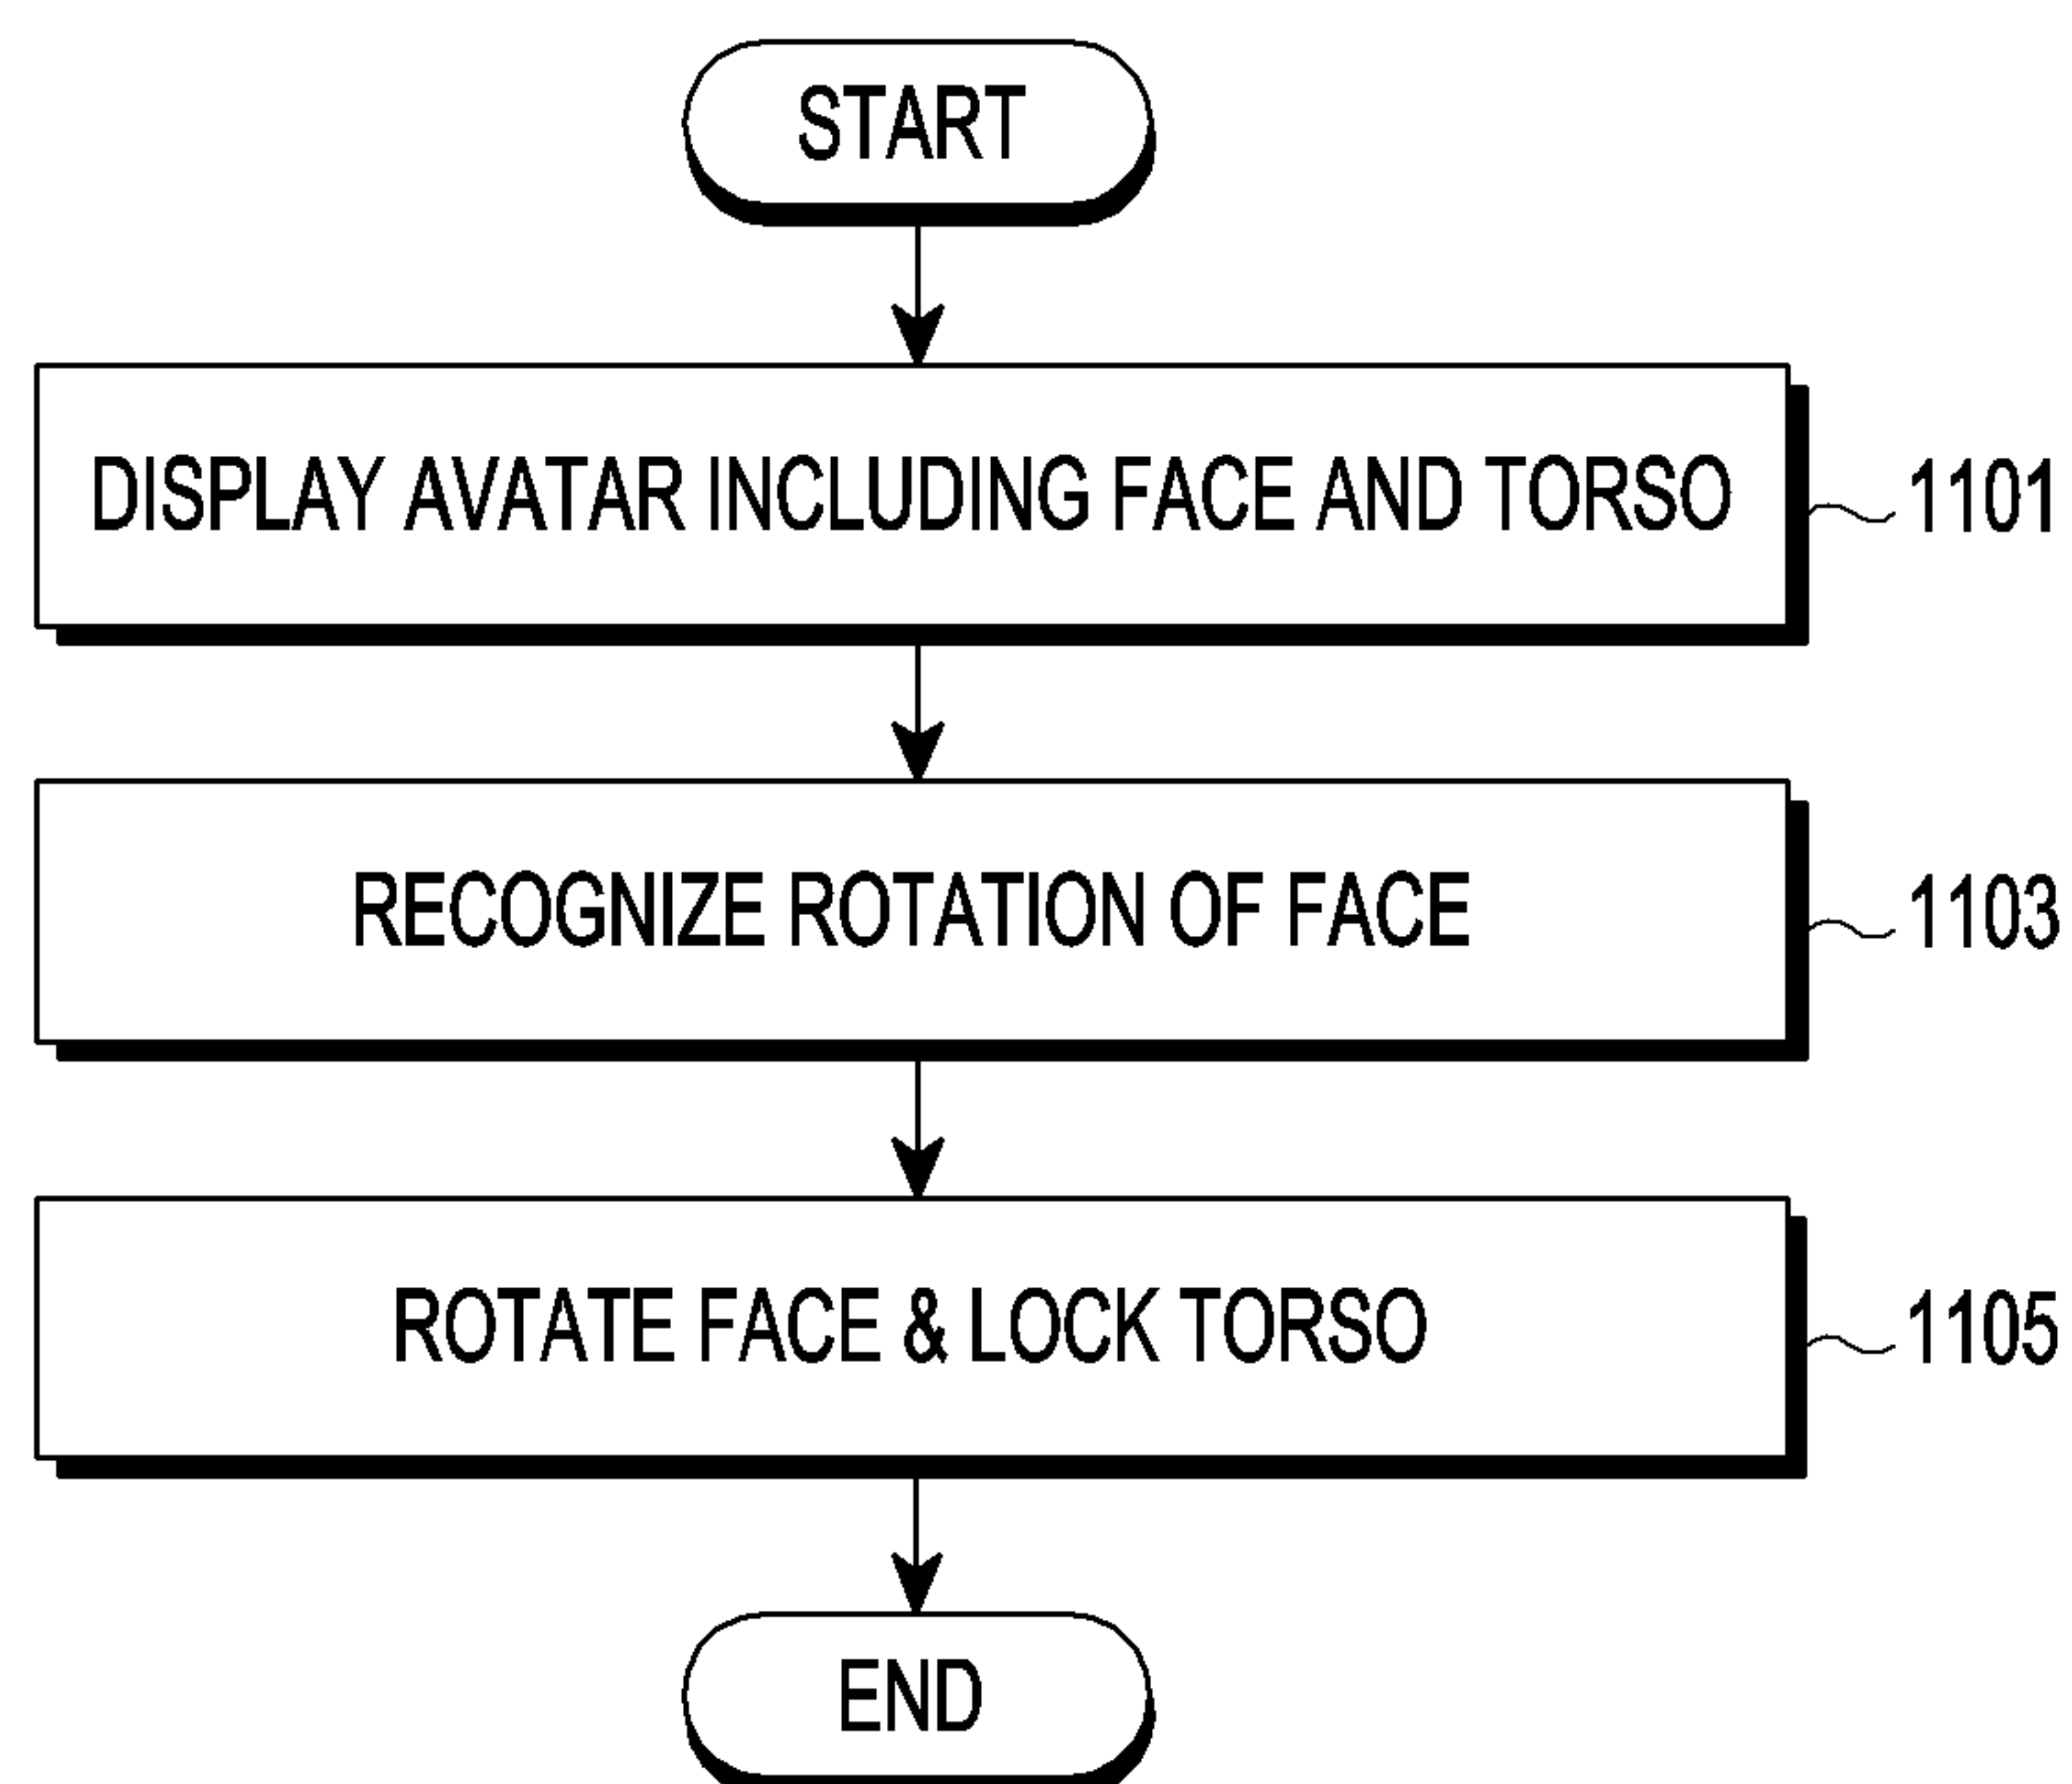 START
DISPLAY AVATAR INCLUDING FACE AND TORSO
1101
RECOGNIZE ROTATION OF FACE
1103
ROTATE FACE & LOCK TORSO
1105
END